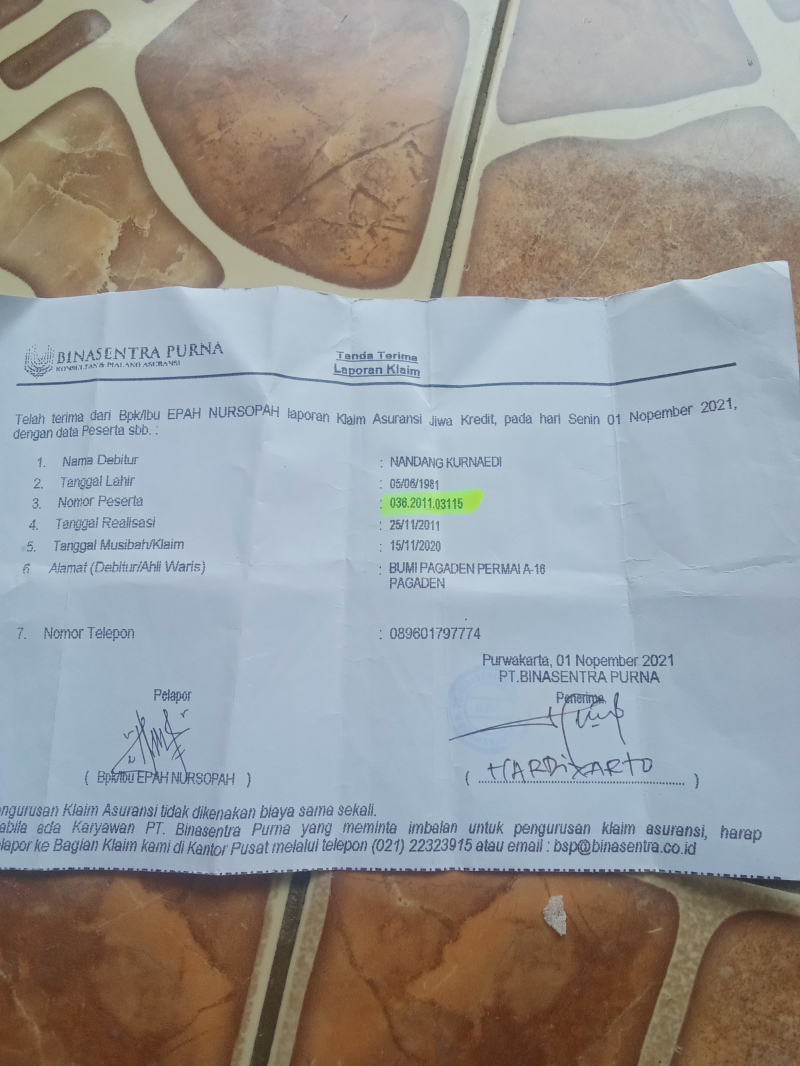 BINASENTRA PURNA
KONSULTAN & PIALANG ASURANSI
Tanda Terima
Laporan Klaim
Telah terima dari Bpk/Ibu EPAH NURSOPAH laporan Klaim Asuransi Jiwa Kredit, pada hari Senin 01 Nopember 2021,
dengan data Peserta sbb. :
1. Nama Debitur : NANDANG KURNAEDI
2. Tanggal Lahir : 05/06/1981
3. Nomor Peserta : 036.2011.03115
4. Tanggal Realisasi : 25/11/2011
5. Tanggal Musibah/Klaim : 15/11/2020
6. Alamat (Debitur/Ahli Waris) : BUMI PAGADEN PERMAI A-16
PAGADEN
7. Nomor Telepon : 089601797774
Purwakarta, 01 Nopember 2021
PT.BINASENTRA PURNA
Pelapor
Penerima
( Bpk/Ibu EPAH NURSOPAH )
( HARDIXARTO )
ngurusan Klaim Asuransi tidak dikenakan biaya sama sekali.
abila ada Karyawan PT. Binasentra Purna yang meminta imbalan untuk pengurusan klaim asuransi, harap
lapor ke Bagian Klaim kami di Kantor Pusat melalui telepon (021) 22323915 atau email : bsp@binasentra.co.id